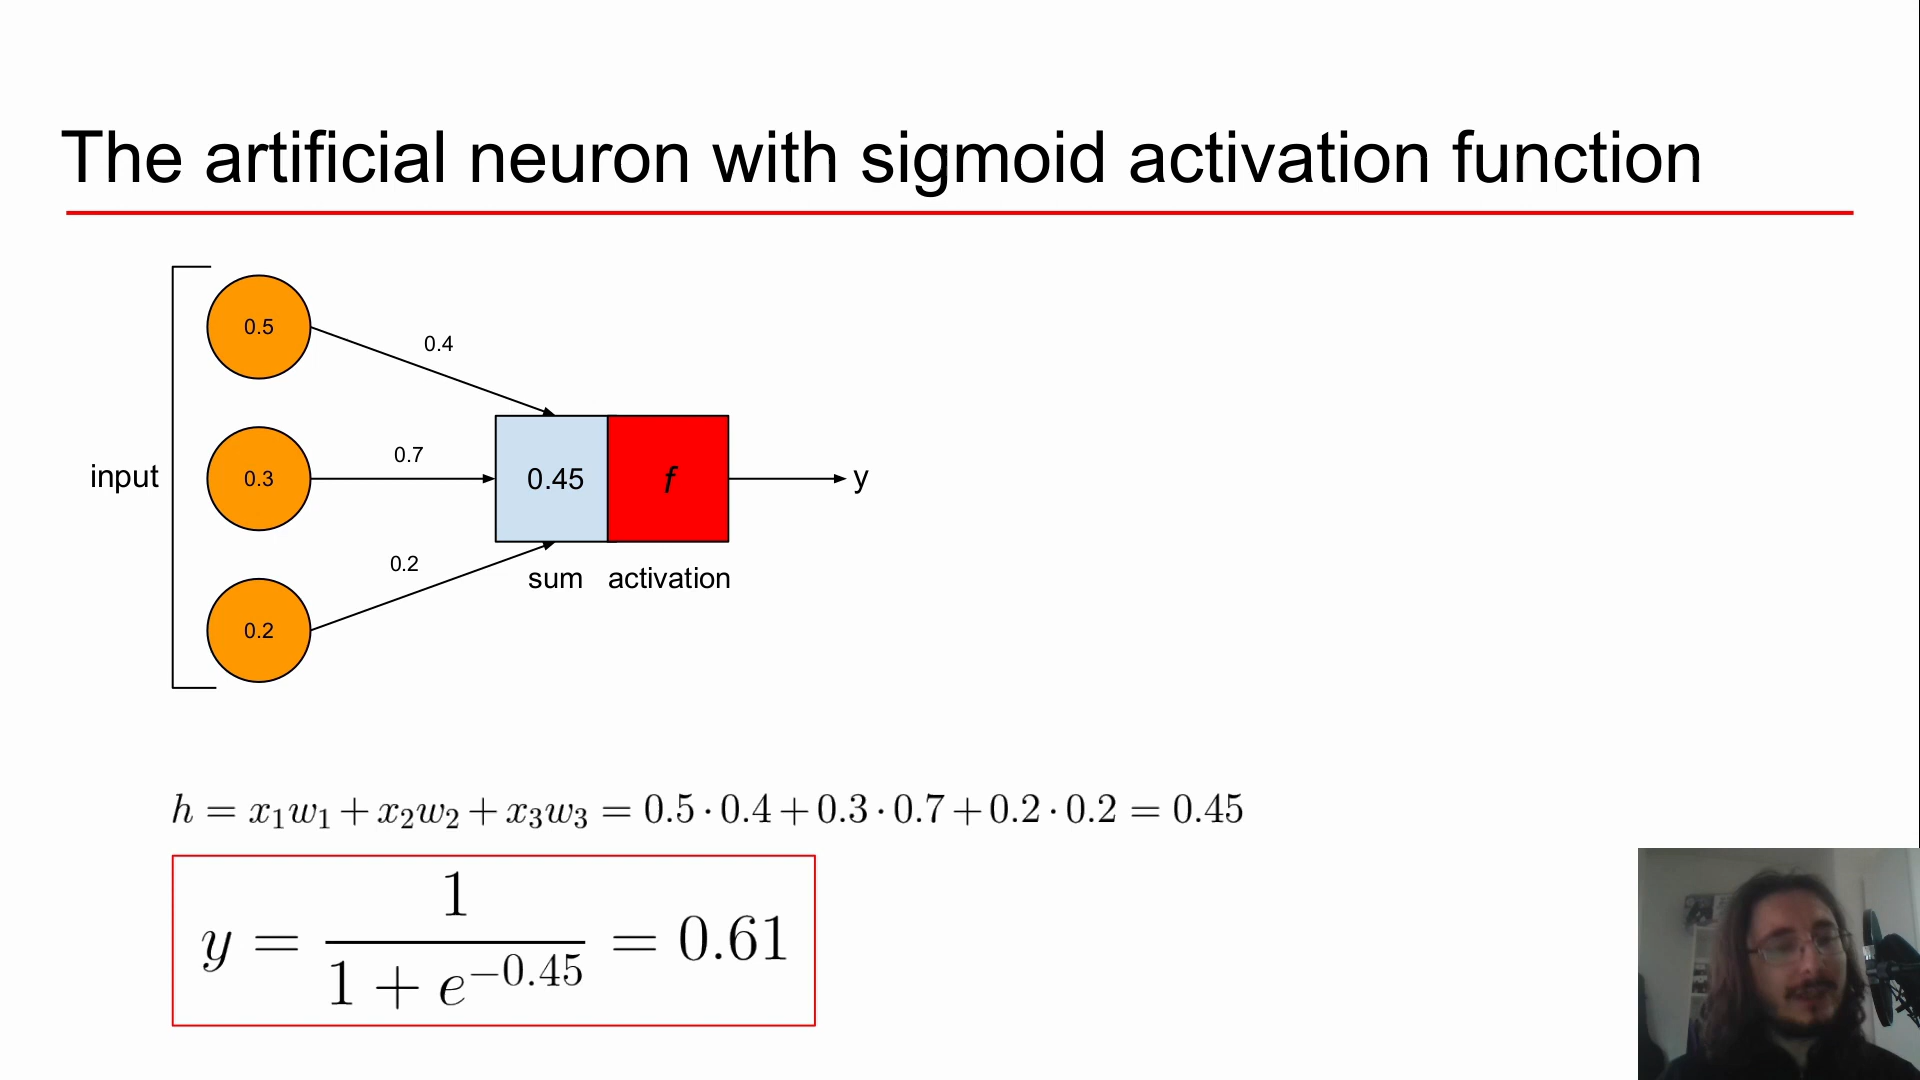 The artificial neuron with sigmoid activation function
0.5
0.4
0.7
input
0.3
0.45
f
y
0.2
sum activation
0.2
h = x₁w₁ + x₂w₂ + x₃w₃ = 0.5 · 0.4 + 0.3 · 0.7 + 0.2 · 0.2 = 0.45
y = 1 / (1 + e^−0.45) = 0.61